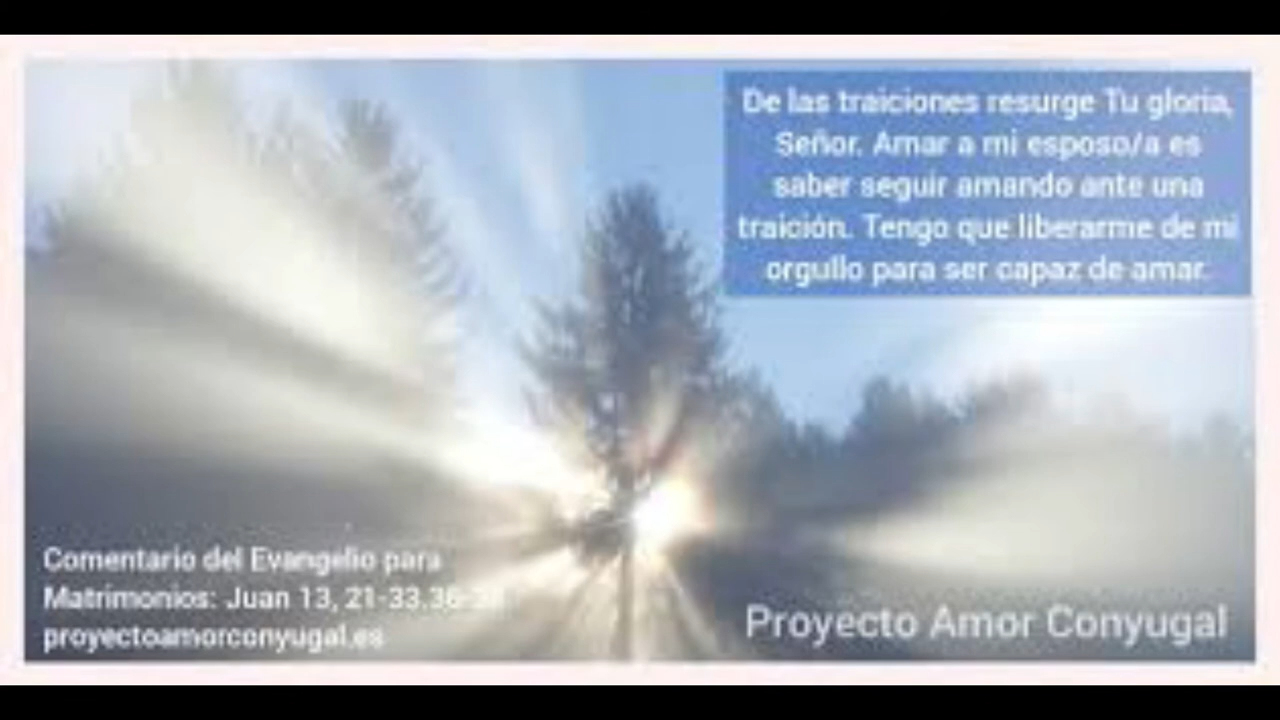 De las traiciones resurge Tu gloria,
Señor. Amar a mi esposo/a es
saber seguir amando ante una
traición. Tengo que liberarme de mi
orgullo para ser capaz de amar.
Comentario del Evangelio para
Matrimonios: Juan 13, 21-33.36-38
proyectoamorconyugal.es
Proyecto Amor Conyugal